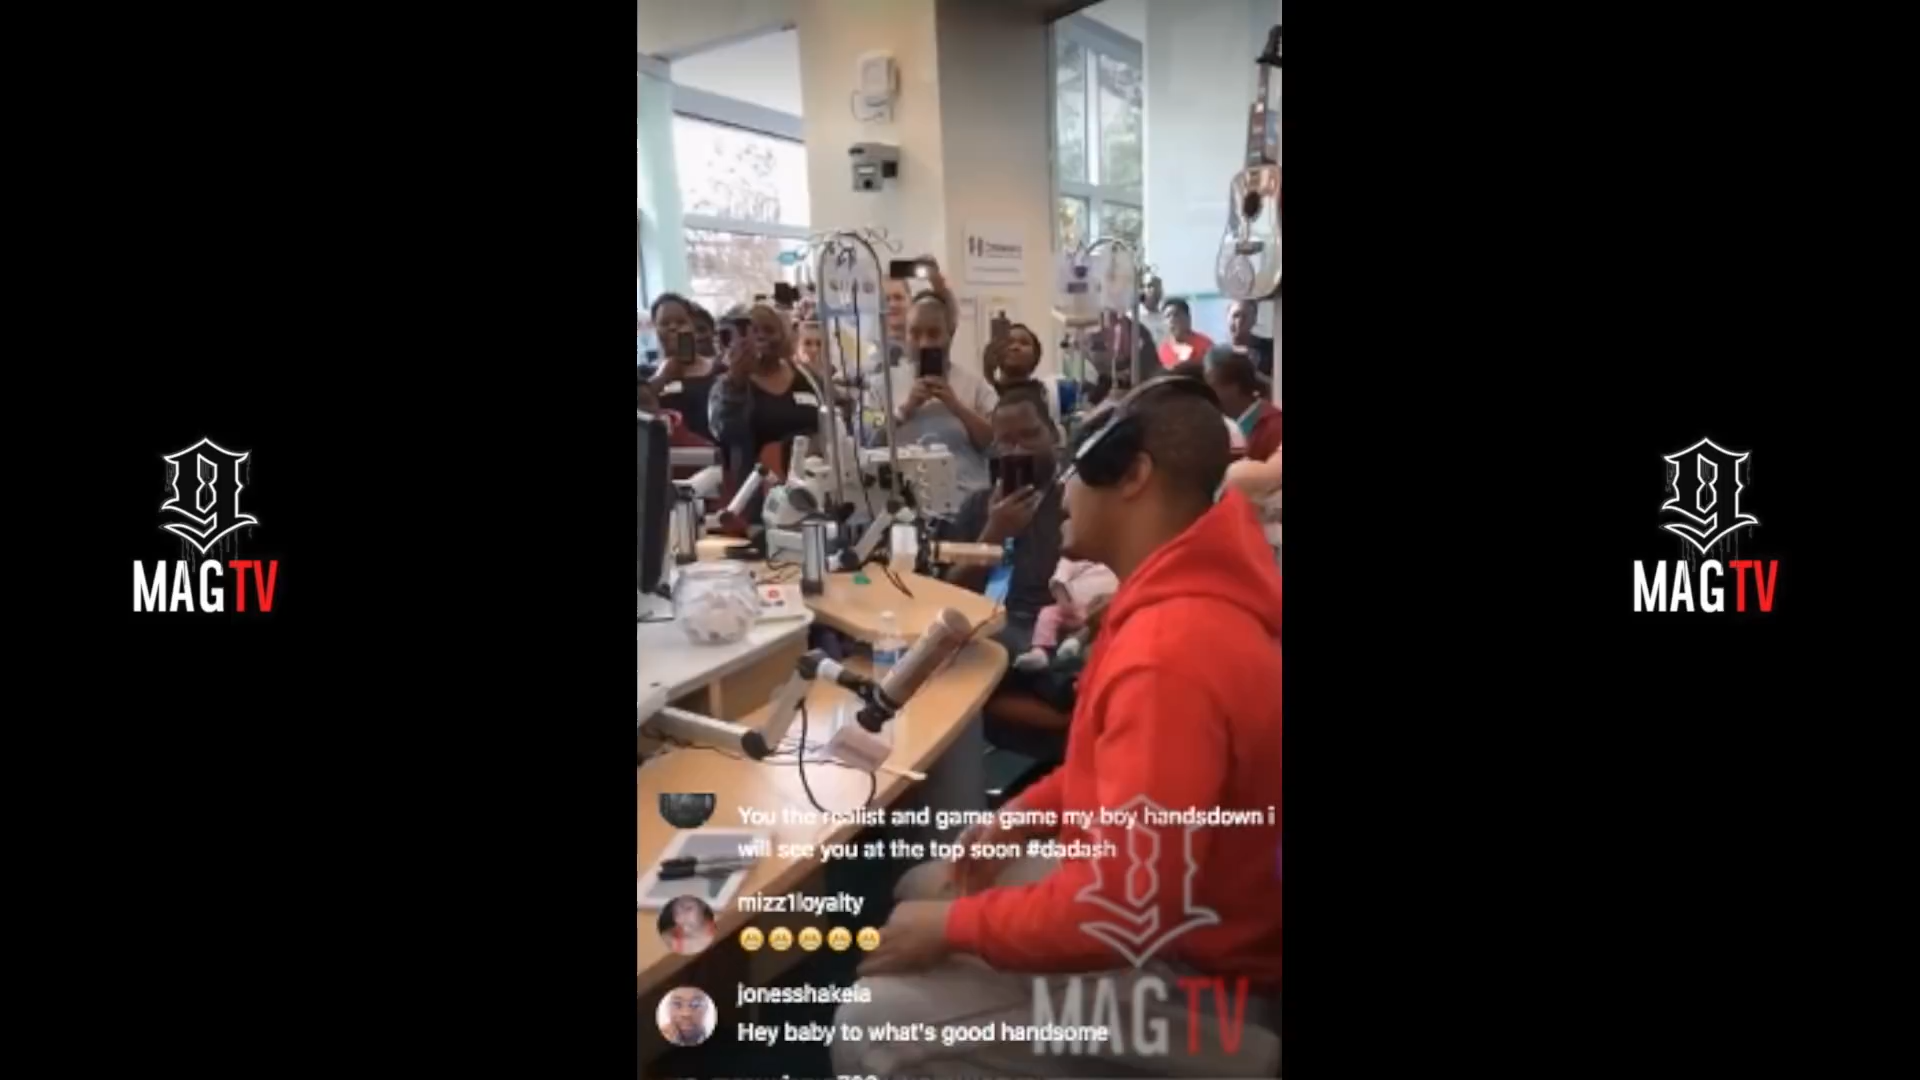 MAGTV
You the realist and game game my boy handsdown i
will see you at the top soon #dadash
mizz1loyalty
jonesshakeia
Hey baby to what's good handsome
MAGTV
MAGTV